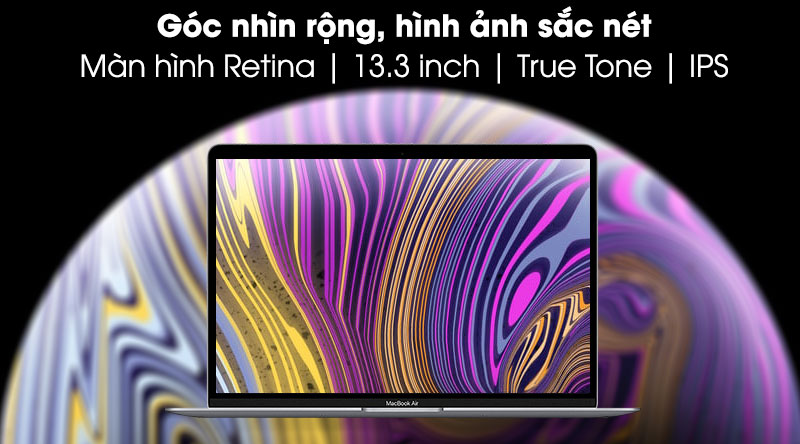 Góc nhìn rộng, hình ảnh sắc nét
Màn hình Retina | 13.3 inch | True Tone | IPS
MacBook Air